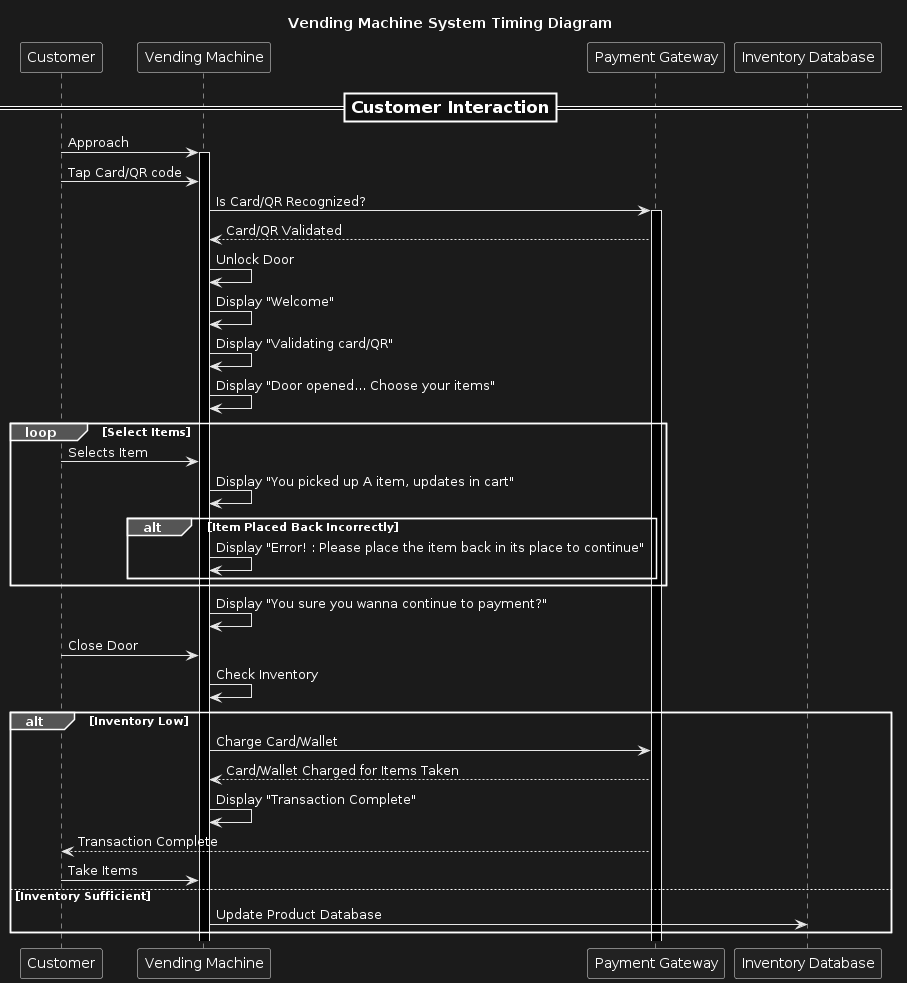 Vending Machine System Timing Diagram
Customer
Vending Machine
Payment Gateway
Inventory Database
Customer Interaction
Approach
Tap Card/QR code
Is Card/QR Recognized?
Card/QR Validated
Unlock Door
Display "Welcome"
Display "Validating card/QR"
Display "Door opened... Choose your items"
loop
[Select Items]
Selects Item
Display "You picked up A item, updates in cart"
alt
[Item Placed Back Incorrectly]
Display "Error! : Please place the item back in its place to continue"
Display "You sure you wanna continue to payment?"
Close Door
Check Inventory
alt
[Inventory Low]
Charge Card/Wallet
Card/Wallet Charged for Items Taken
Display "Transaction Complete"
Transaction Complete
Take Items
[Inventory Sufficient]
Update Product Database
Customer
Vending Machine
Payment Gateway
Inventory Database